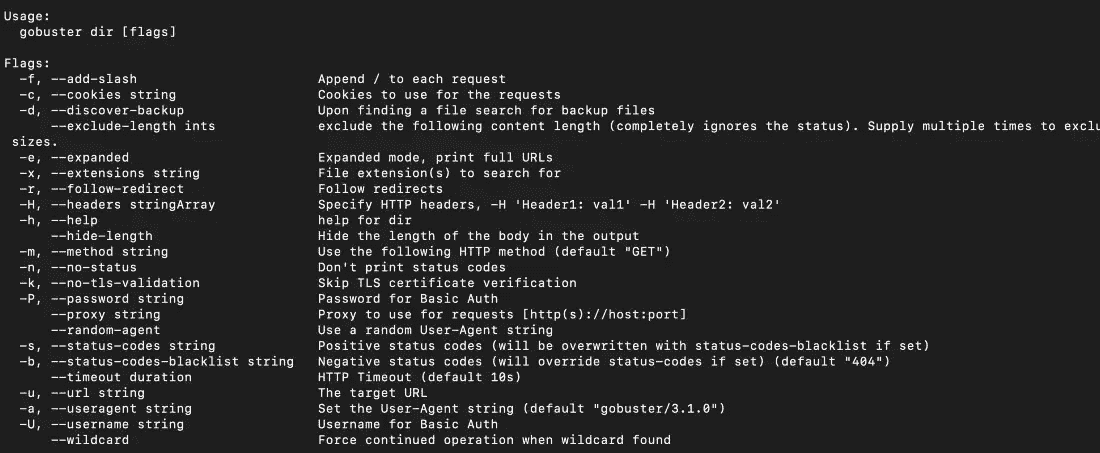 Usage:
  gobuster dir [flags]

Flags:
  -f, --add-slash                       Append / to each request
  -c, --cookies string                  Cookies to use for the requests
  -d, --discover-backup                 Upon finding a file search for backup files
      --exclude-length ints             exclude the following content length (completely ignores the status). Supply multiple times to exclu
 sizes.
  -e, --expanded                        Expanded mode, print full URLs
  -x, --extensions string               File extension(s) to search for
  -r, --follow-redirect                 Follow redirects
  -H, --headers stringArray             Specify HTTP headers, -H 'Header1: val1' -H 'Header2: val2'
  -h, --help                            help for dir
      --hide-length                     Hide the length of the body in the output
  -m, --method string                   Use the following HTTP method (default "GET")
  -n, --no-status                       Don't print status codes
  -k, --no-tls-validation               Skip TLS certificate verification
  -P, --password string                 Password for Basic Auth
      --proxy string                    Proxy to use for requests [http(s)://host:port]
      --random-agent                    Use a random User-Agent string
  -s, --status-codes string             Positive status codes (will be overwritten with status-codes-blacklist if set)
  -b, --status-codes-blacklist string   Negative status codes (will override status-codes if set) (default "404")
      --timeout duration                HTTP Timeout (default 10s)
  -u, --url string                      The target URL
  -a, --useragent string                Set the User-Agent string (default "gobuster/3.1.0")
  -U, --username string                 Username for Basic Auth
      --wildcard                        Force continued operation when wildcard found